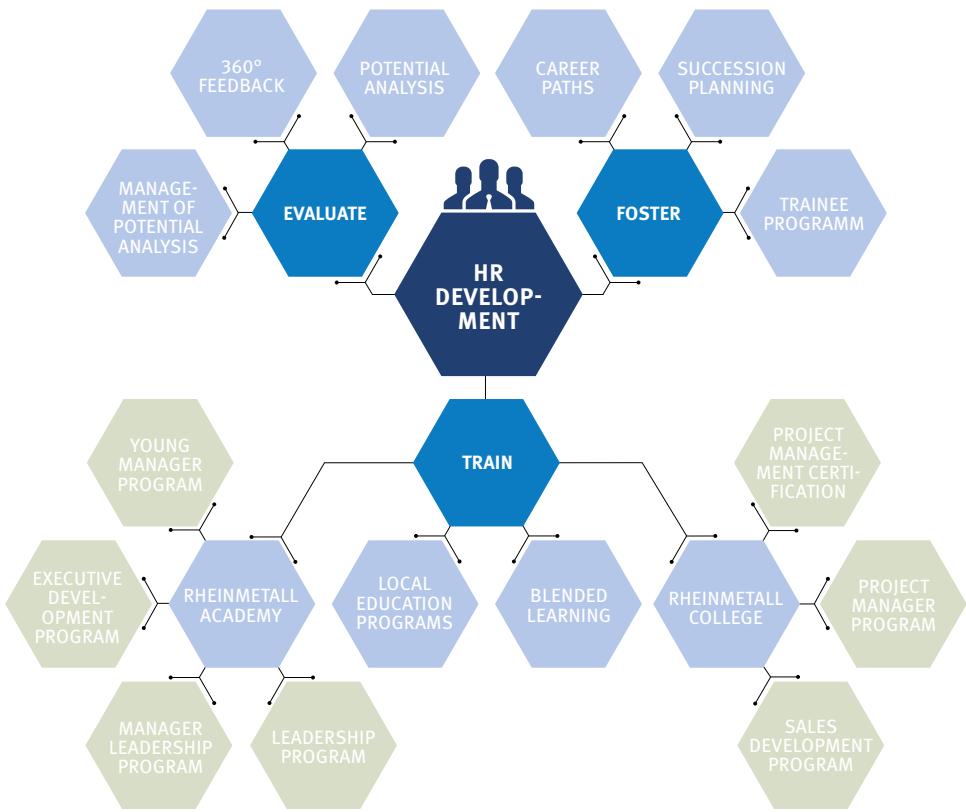 360°
FEEDBACK
POTENTIAL
ANALYSIS
CAREER
PATHS
SUCCESSION
PLANNING
MANAGE-
MENT OF
POTENTIAL
ANALYSIS
EVALUATE
FOSTER
TRAINEE
PROGRAMM
HR
DEVELOP-
MENT
YOUNG
MANAGER
PROGRAM
TRAIN
PROJECT
MANAGE-
MENT CERTI-
FICATION
EXECUTIVE
DEVEL-
OPMENT
PROGRAM
RHEINMETALL
ACADEMY
LOCAL
EDUCATION
PROGRAMS
BLENDED
LEARNING
RHEINMETALL
COLLEGE
PROJECT
MANAGER
PROGRAM
MANAGER
LEADERSHIP
PROGRAM
LEADERSHIP
PROGRAM
SALES
DEVELOPMENT
PROGRAM